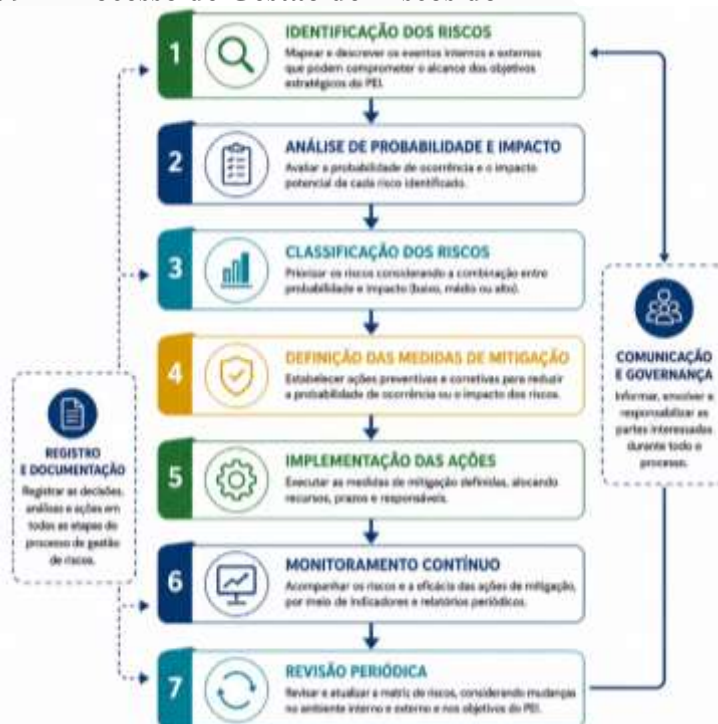 Processo de Gestão de Riscos do
1
IDENTIFICAÇÃO DOS RISCOS
Mapear e descrever os eventos internos e externos
que podem comprometer o alcance dos objetivos
estratégicos do PEI.
2
ANÁLISE DE PROBABILIDADE E IMPACTO
Avaliar a probabilidade de ocorrência e o impacto
potencial de cada risco identificado.
3
CLASSIFICAÇÃO DOS RISCOS
Priorizar os riscos considerando a combinação entre
probabilidade e impacto (baixo, médio ou alto).
4
DEFINIÇÃO DAS MEDIDAS DE MITIGAÇÃO
Estabelecer ações preventivas e corretivas para reduzir
a probabilidade de ocorrência ou o impacto dos riscos.
5
IMPLEMENTAÇÃO DAS AÇÕES
Executar as medidas de mitigação definidas, alocando
recursos, prazos e responsáveis.
6
MONITORAMENTO CONTÍNUO
Acompanhar os riscos e a eficácia das ações de mitigação,
por meio de indicadores e relatórios periódicos.
7
REVISÃO PERIÓDICA
Revisar e atualizar a matriz de riscos, considerando mudanças
no ambiente interno e externo e nos objetivos do PEI.
REGISTRO
E DOCUMENTAÇÃO
Registrar as decisões,
análises e ações em
todas as etapas do
processo de gestão
de riscos.
COMUNICAÇÃO
E GOVERNANÇA
Informar, envolver e
responsabilizar as
partes interessadas
durante todo o
processo.